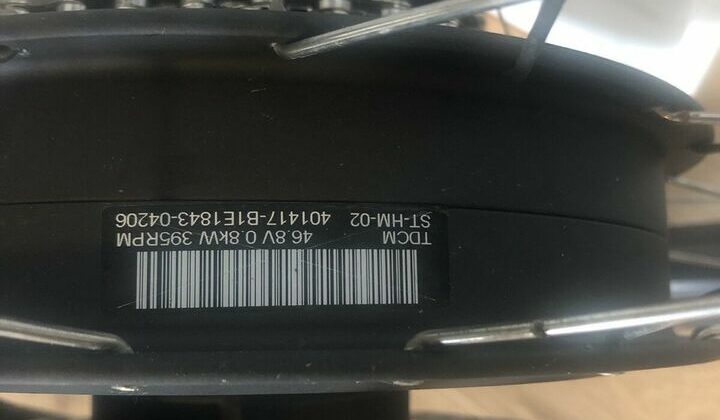 TDCM
46.8V 0.8kW 395RPM
ST-HM-02
401417-B1E1843-04206